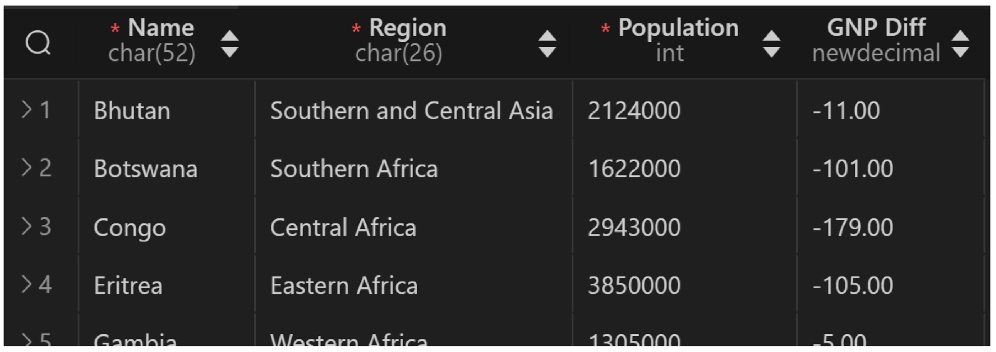 * Name * Region * Population GNP Diff
char(52) char(26) int newdecimal
> 1 Bhutan Southern and Central Asia 2124000 -11.00
> 2 Botswana Southern Africa 1622000 -101.00
> 3 Congo Central Africa 2943000 -179.00
> 4 Eritrea Eastern Africa 3850000 -105.00
> 5 Gambia Western Africa 1305000 -5.00